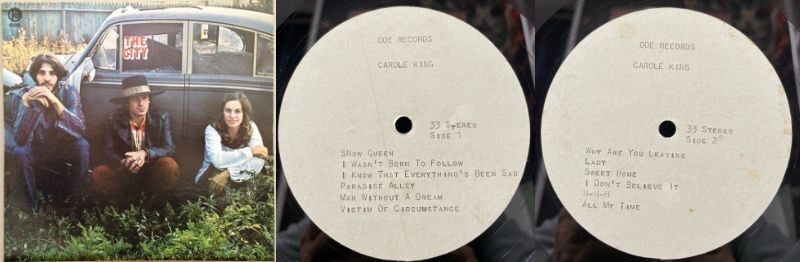 THE
CITY
ODE RECORDS
CAROLE KING
33 STEREO
SIDE 1
SNOW QUEEN
I WASN'T BORN TO FOLLOW
I KNOW THAT EVERYTHING'S BEEN SAD
PARADISE ALLEY
MAN WITHOUT A DREAM
VICTIM OF CIRCUMSTANCE
ODE RECORDS
CAROLE KING
33 STEREO
SIDE 2
WHY ARE YOU LEAVING
LADY
SWEET HOME
I DON'T BELIEVE IT
H-H-H
ALL MY TIME